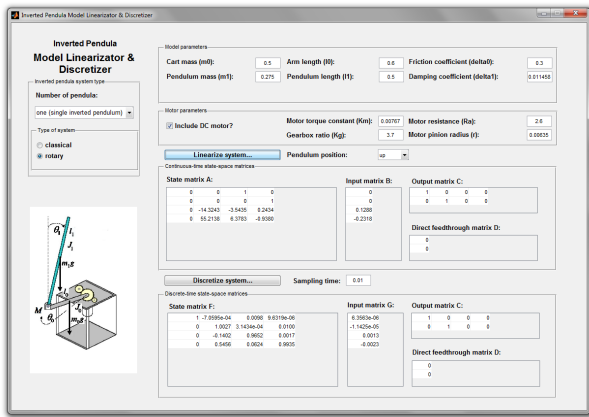 Inverted Pendula Model Linearizator & Discretizer
Inverted Pendula
Model Linearizator &
Discretizer
Inverted pendula system type
Number of pendula:
one (single inverted pendulum)
Type of system
classical
rotary
Model parameters
Cart mass (m0): 0.5 Arm length (l0): 0.6 Friction coefficient (delta0): 0.3
Pendulum mass (m1): 0.275 Pendulum length (l1): 0.5 Damping coefficient (delta1): 0.011458
Motor parameters
Include DC motor?
Motor torque constant (Km): 0.00767 Motor resistance (Ra): 2.6
Gearbox ratio (Kg): 3.7 Motor pinion radius (r): 0.00635
Linearize system... Pendulum position: up
Continuous-time state-space matrices
State matrix A:
0 0 1 0
0 0 0 1
0 -14.3243 -3.5435 0.2434
0 55.2138 6.3783 -0.9380
Input matrix B:
0
0
0.1288
-0.2318
Output matrix C:
1 0 0 0
0 1 0 0
Direct feedthrough matrix D:
0
0
Discretize system... Sampling time: 0.01
Discrete-time state-space matrices
State matrix F:
1 -7.0595e-04 0.0098 9.6319e-06
0 1.0027 3.1434e-04 0.0100
0 -0.1402 0.9652 0.0017
0 0.5456 0.0624 0.9935
Input matrix G:
6.3563e-06
-1.1425e-05
0.0013
-0.0023
Output matrix C:
1 0 0 0
0 1 0 0
Direct feedthrough matrix D:
0
0
θ1 l1
J1
m1g
l0
M J0
θ0 m0g